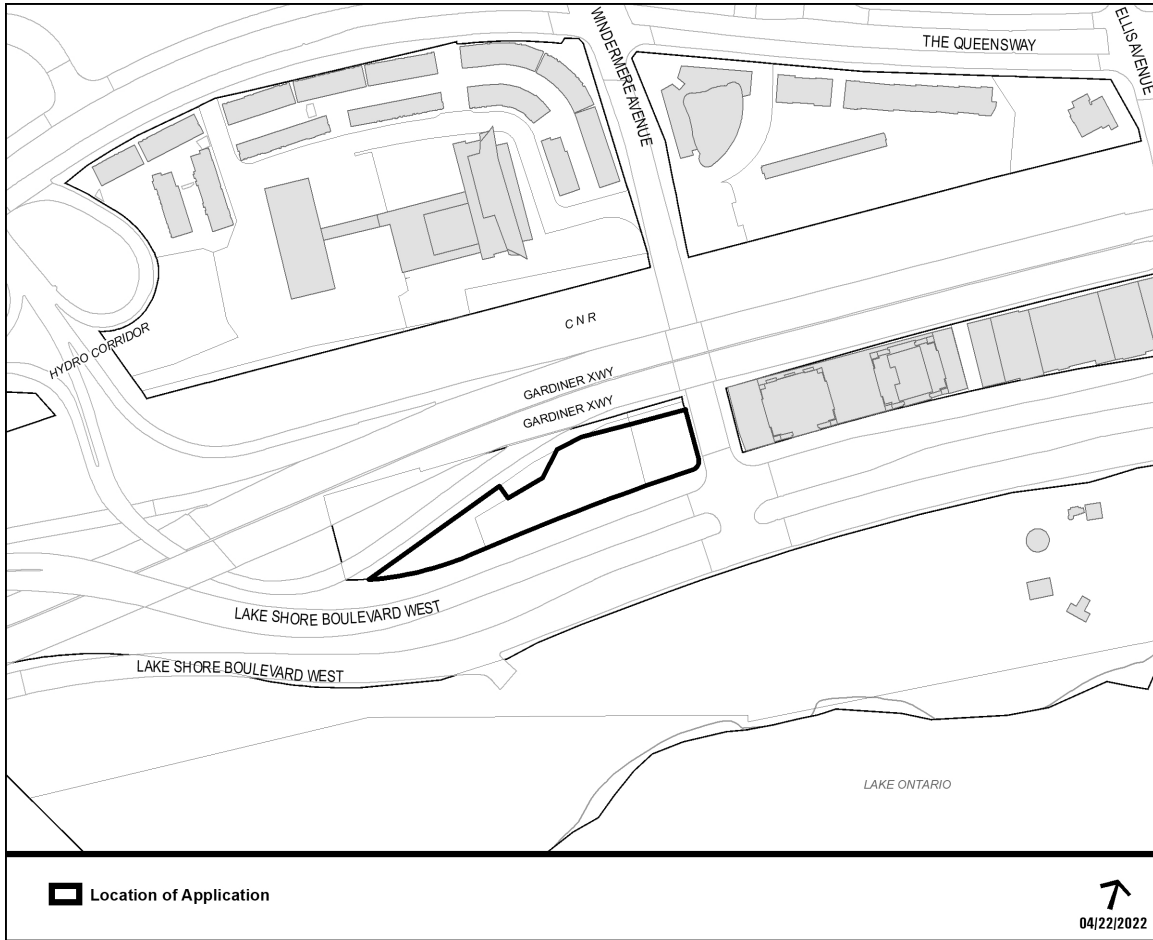 WINDERMERE AVENUE
THE QUEENSWAY
ELLIS AVENUE
HYDRO CORRIDOR
C N R
GARDINER XWY
GARDINER XWY
LAKE SHORE BOULEVARD WEST
LAKE SHORE BOULEVARD WEST
LAKE ONTARIO
Location of Application
04/22/2022